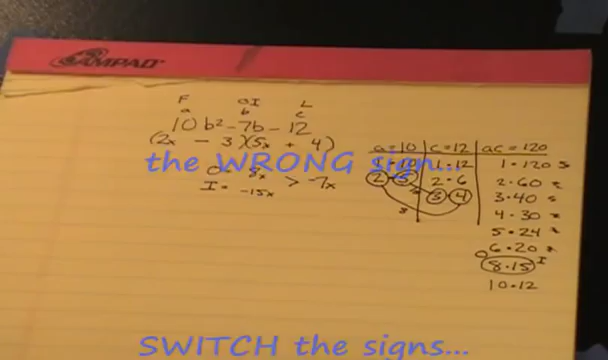 AMPAD
F OI L
a b c
10b² - 7b - 12
(2x - 3)(5x + 4)
the WRONG sign...
O = 8x
I = -15x > -7x
a=10 c=12 ac=120
1·12 1·120 s
2·6 2·60 s
3·40 s
3 4 4·30
2 5·24
6·20
O 8·15 I
8 10·12
SWITCH the signs...